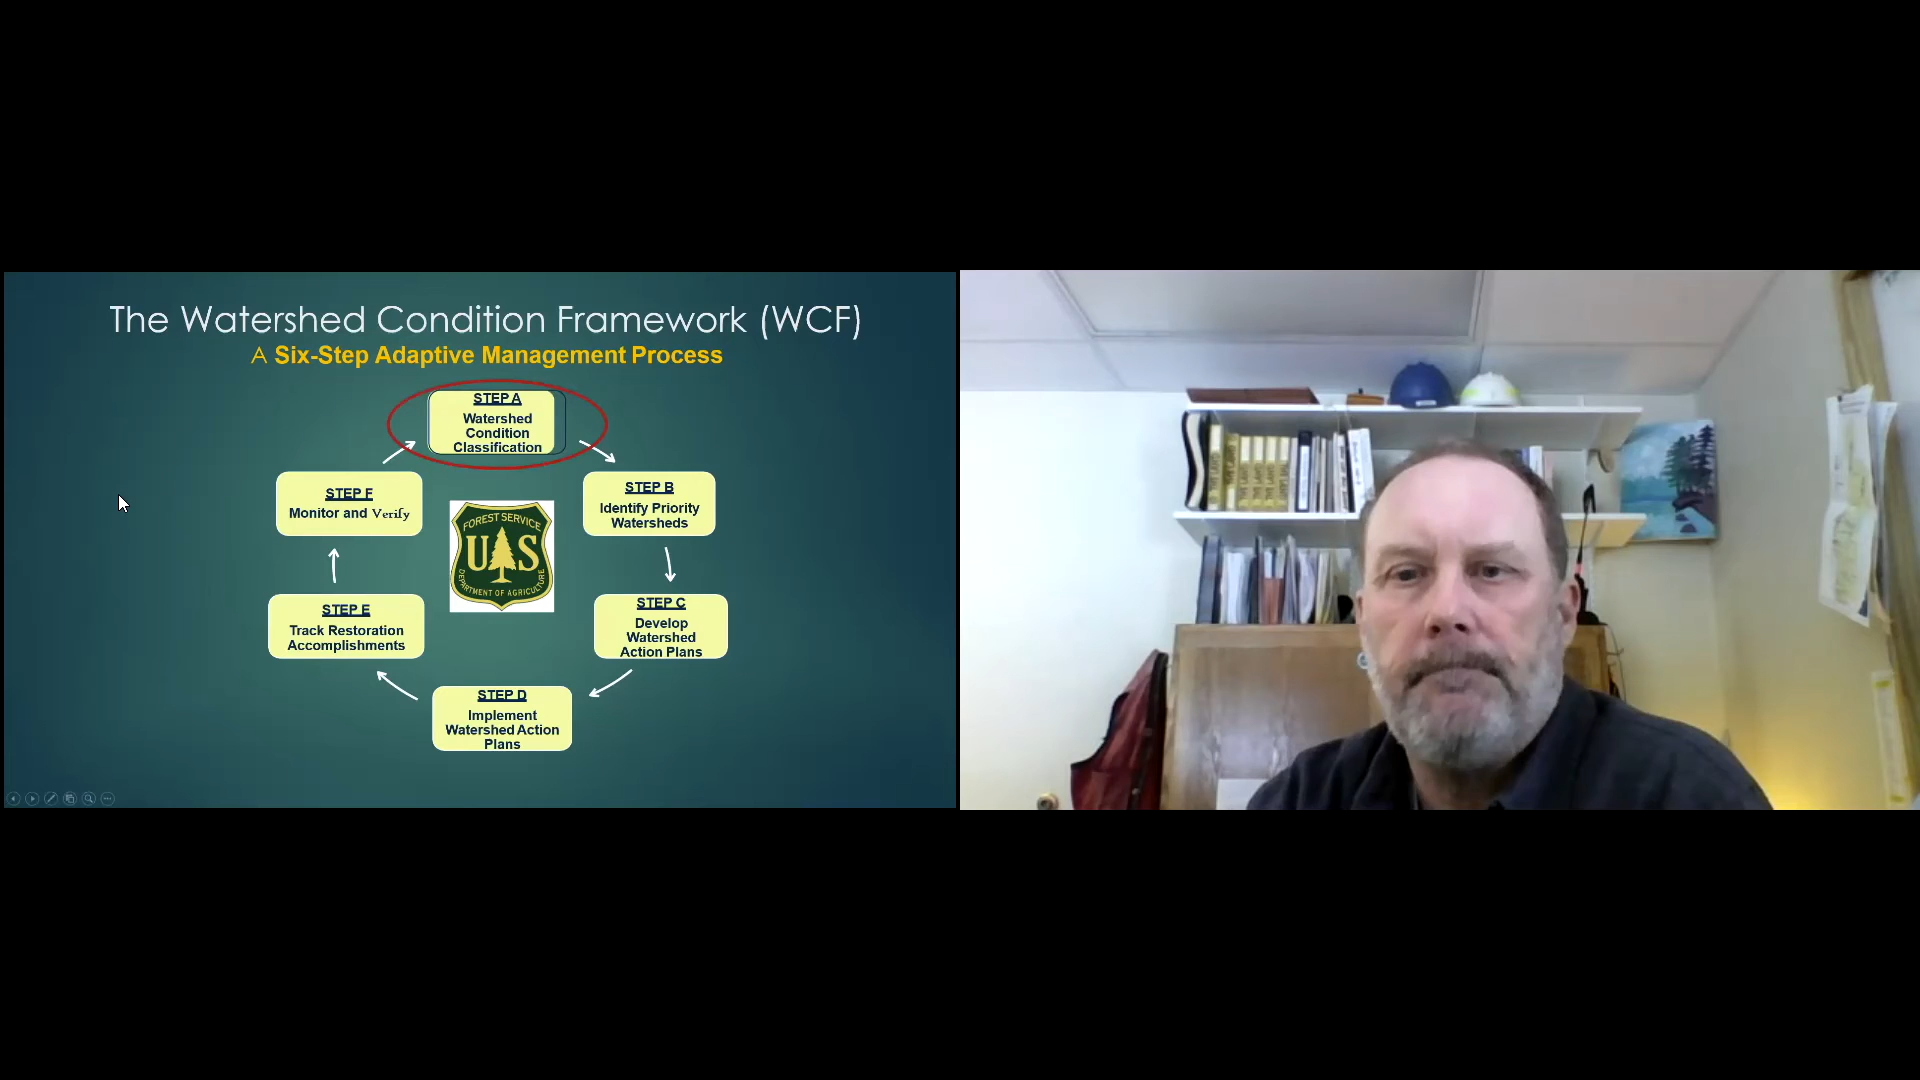 The Watershed Condition Framework (WCF)
A Six-Step Adaptive Management Process
STEP A
Watershed
Condition
Classification
STEP B
Identify Priority
Watersheds
STEP C
Develop
Watershed
Action Plans
STEP D
Implement
Watershed Action
Plans
STEP E
Track Restoration
Accomplishments
STEP F
Monitor and Verify
FOREST SERVICE
U S
DEPARTMENT OF AGRICULTURE